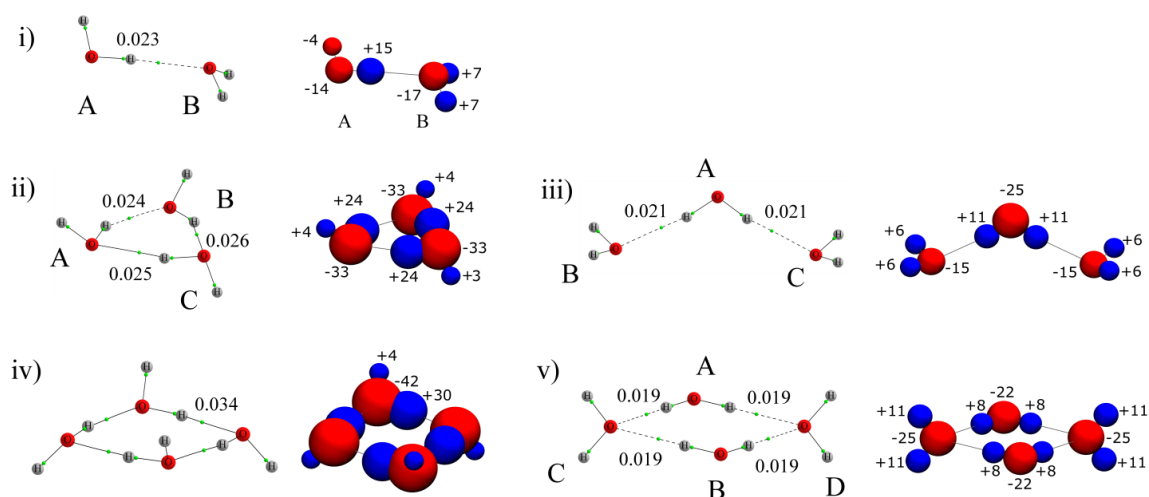 i)
H
0.023
O
H
O
H
H
A
B
-4
+15
-14
-17
+7
+7
A
B
ii)
H
0.024
B
H
H
O
H
O
0.026
A
0.025
H
O
C
H
+4
-33
+24
+24
+4
-33
-33
+24
+3
iii)
A
O
0.021
H
H
0.021
H
O
H
H
O
H
B
C
-25
+11
+11
+6
+6
+6
-15
-15
+6
iv)
H
0.034
O
H
H
O
H
H
O
H
H
O
H
H
+4
-42
+30
v)
A
H
0.019
O
0.019
H
H
H
O
O
H
H
H
O
H
0.019
0.019
C
B
D
-22
+11
+8
+8
+11
-25
-25
+11
+8
+8
+11
-22